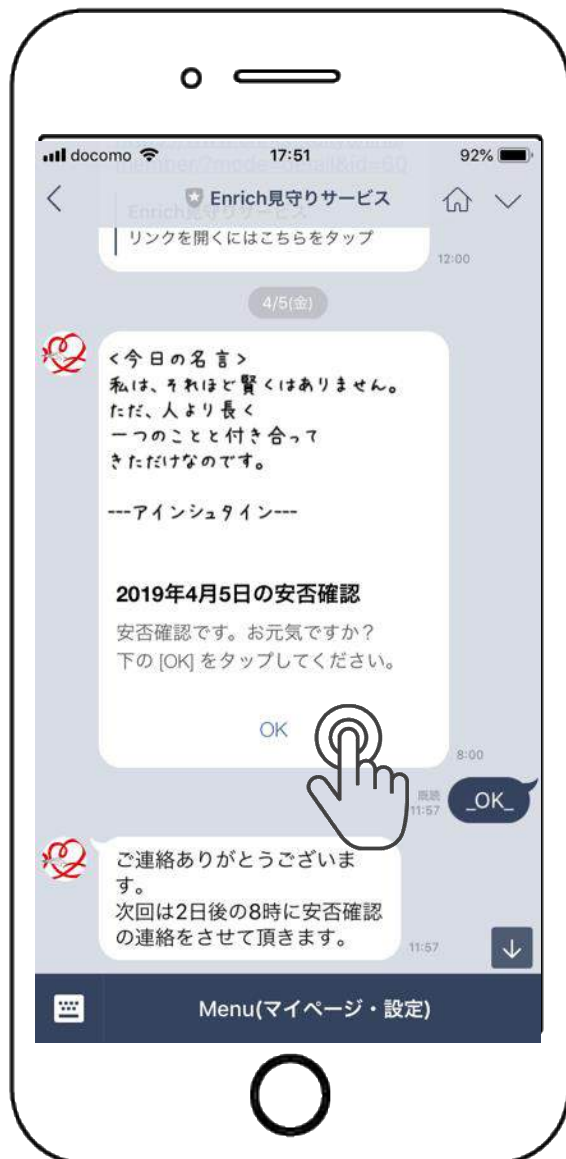 docomo
17:51
92%
Enrich見守りサービス
リンクを開くにはこちらをタップ
12:00
4/5(金)
<今日の名言>
私は、それほど賢くはありません。
ただ、人より長く
一つのことと付き合って
きただけなのです。
---アインシュタイン---
2019年4月5日の安否確認
安否確認です。お元気ですか?
下の [OK] をタップしてください。
OK
8:00
既読
11:57
_OK_
ご連絡ありがとうございま
す。
次回は2日後の8時に安否確認
の連絡をさせて頂きます。
11:57
Menu(マイページ・設定)